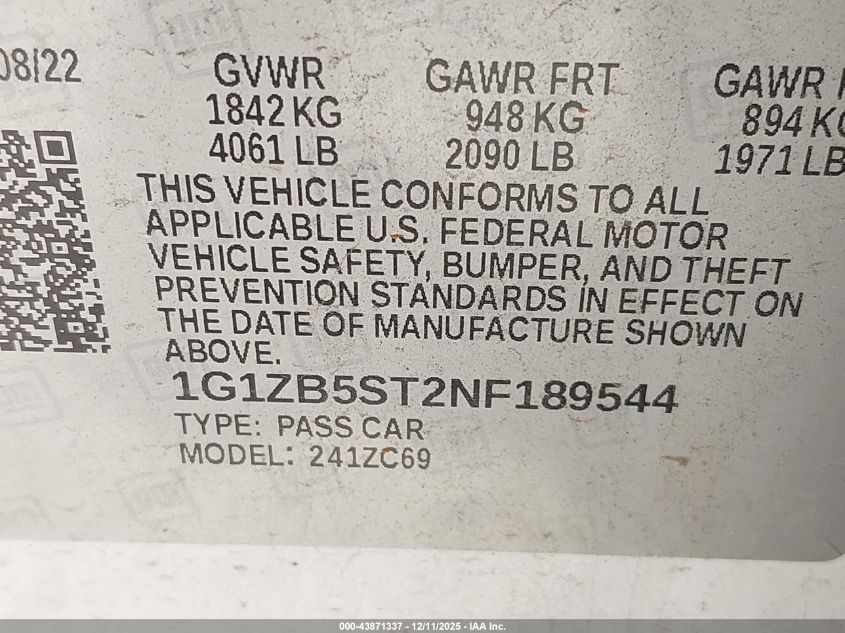 08/22 GVWR GAWR FRT GAWR
1842 KG 948 KG 894 KG
4061 LB 2090 LB 1971 LB
THIS VEHICLE CONFORMS TO ALL
APPLICABLE U.S. FEDERAL MOTOR
VEHICLE SAFETY, BUMPER, AND THEFT
PREVENTION STANDARDS IN EFFECT ON
THE DATE OF MANUFACTURE SHOWN
ABOVE.
1G1ZB5ST2NF189544
TYPE: PASS CAR
MODEL: 241ZC69
000-43871337 - 12/11/2025 - IAA Inc.